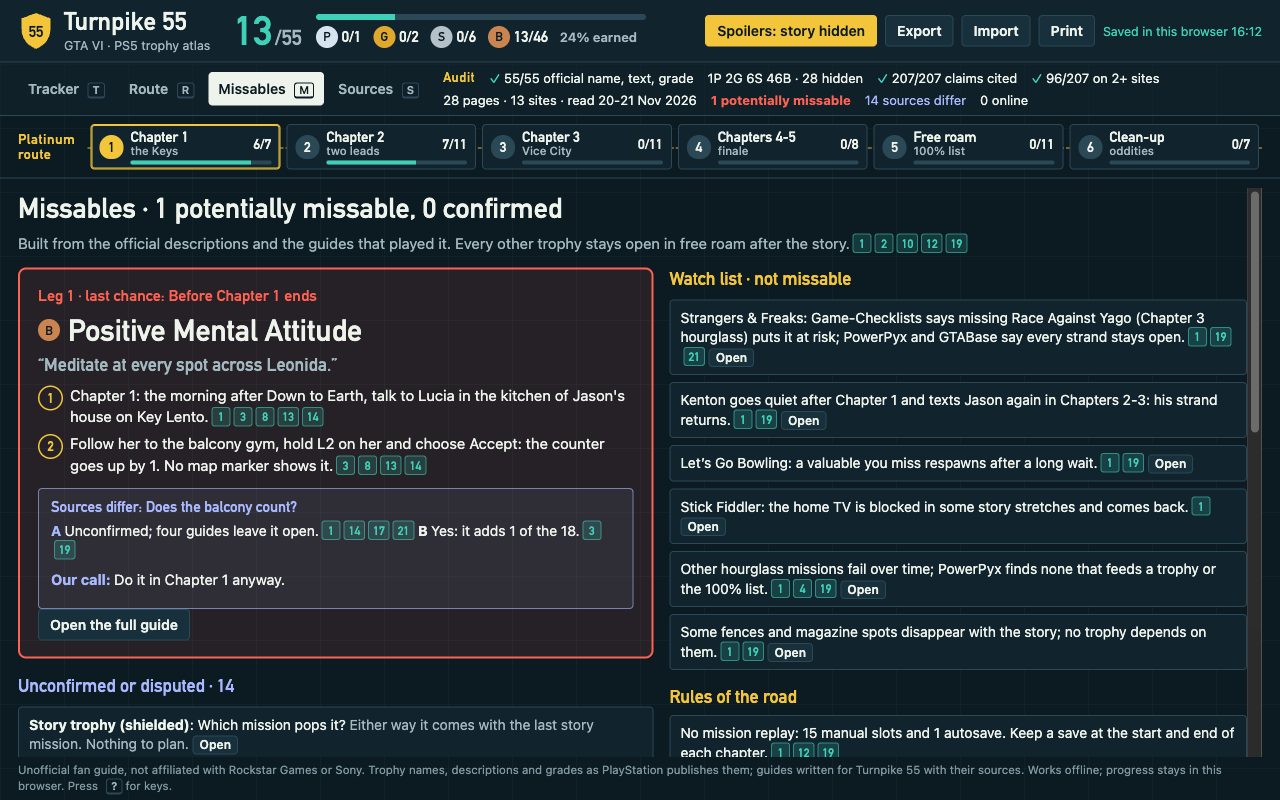 55
Turnpike 55
GTA VI · PS5 trophy atlas
13/55
P 0/1 G 0/2 S 0/6 B 13/46 24% earned
Spoilers: story hidden
Export
Import
Print
Saved in this browser 16:12
Tracker T
Route R
Missables M
Sources S
Audit ✓ 55/55 official name, text, grade 1P 2G 6S 46B · 28 hidden ✓ 207/207 claims cited ✓ 96/207 on 2+ sites
28 pages · 13 sites · read 20-21 Nov 2026 1 potentially missable 14 sources differ 0 online
Platinum
route
1 Chapter 1 6/7
the Keys
2 Chapter 2 7/11
two leads
3 Chapter 3 0/11
Vice City
4 Chapters 4-5 0/8
finale
5 Free roam 0/11
100% list
6 Clean-up 0/7
oddities
Missables · 1 potentially missable, 0 confirmed
Built from the official descriptions and the guides that played it. Every other trophy stays open in free roam after the story. 1 2 10 12 19
Leg 1 · last chance: Before Chapter 1 ends
B Positive Mental Attitude
“Meditate at every spot across Leonida.”
1 Chapter 1: the morning after Down to Earth, talk to Lucia in the kitchen of Jason's
house on Key Lento. 1 3 8 13 14
2 Follow her to the balcony gym, hold L2 on her and choose Accept: the counter
goes up by 1. No map marker shows it. 3 8 13 14
Sources differ: Does the balcony count?
A Unconfirmed; four guides leave it open. 1 14 17 21 B Yes: it adds 1 of the 18. 3
19
Our call: Do it in Chapter 1 anyway.
Open the full guide
Unconfirmed or disputed · 14
Story trophy (shielded): Which mission pops it? Either way it comes with the last story
mission. Nothing to plan. Open
Watch list · not missable
Strangers & Freaks: Game-Checklists says missing Race Against Yago (Chapter 3
hourglass) puts it at risk; PowerPyx and GTABase say every strand stays open. 1 19
21 Open
Kenton goes quiet after Chapter 1 and texts Jason again in Chapters 2-3: his strand
returns. 1 19 Open
Let’s Go Bowling: a valuable you miss respawns after a long wait. 1 19 Open
Stick Fiddler: the home TV is blocked in some story stretches and comes back. 1
Open
Other hourglass missions fail over time; PowerPyx finds none that feeds a trophy or
the 100% list. 1 4 19 Open
Some fences and magazine spots disappear with the story; no trophy depends on
them. 1 19 Open
Rules of the road
No mission replay: 15 manual slots and 1 autosave. Keep a save at the start and end of
each chapter. 1 12 19
Unofficial fan guide, not affiliated with Rockstar Games or Sony. Trophy names, descriptions and grades as PlayStation publishes them; guides written for Turnpike 55 with their sources. Works offline; progress stays in this
browser. Press ? for keys.